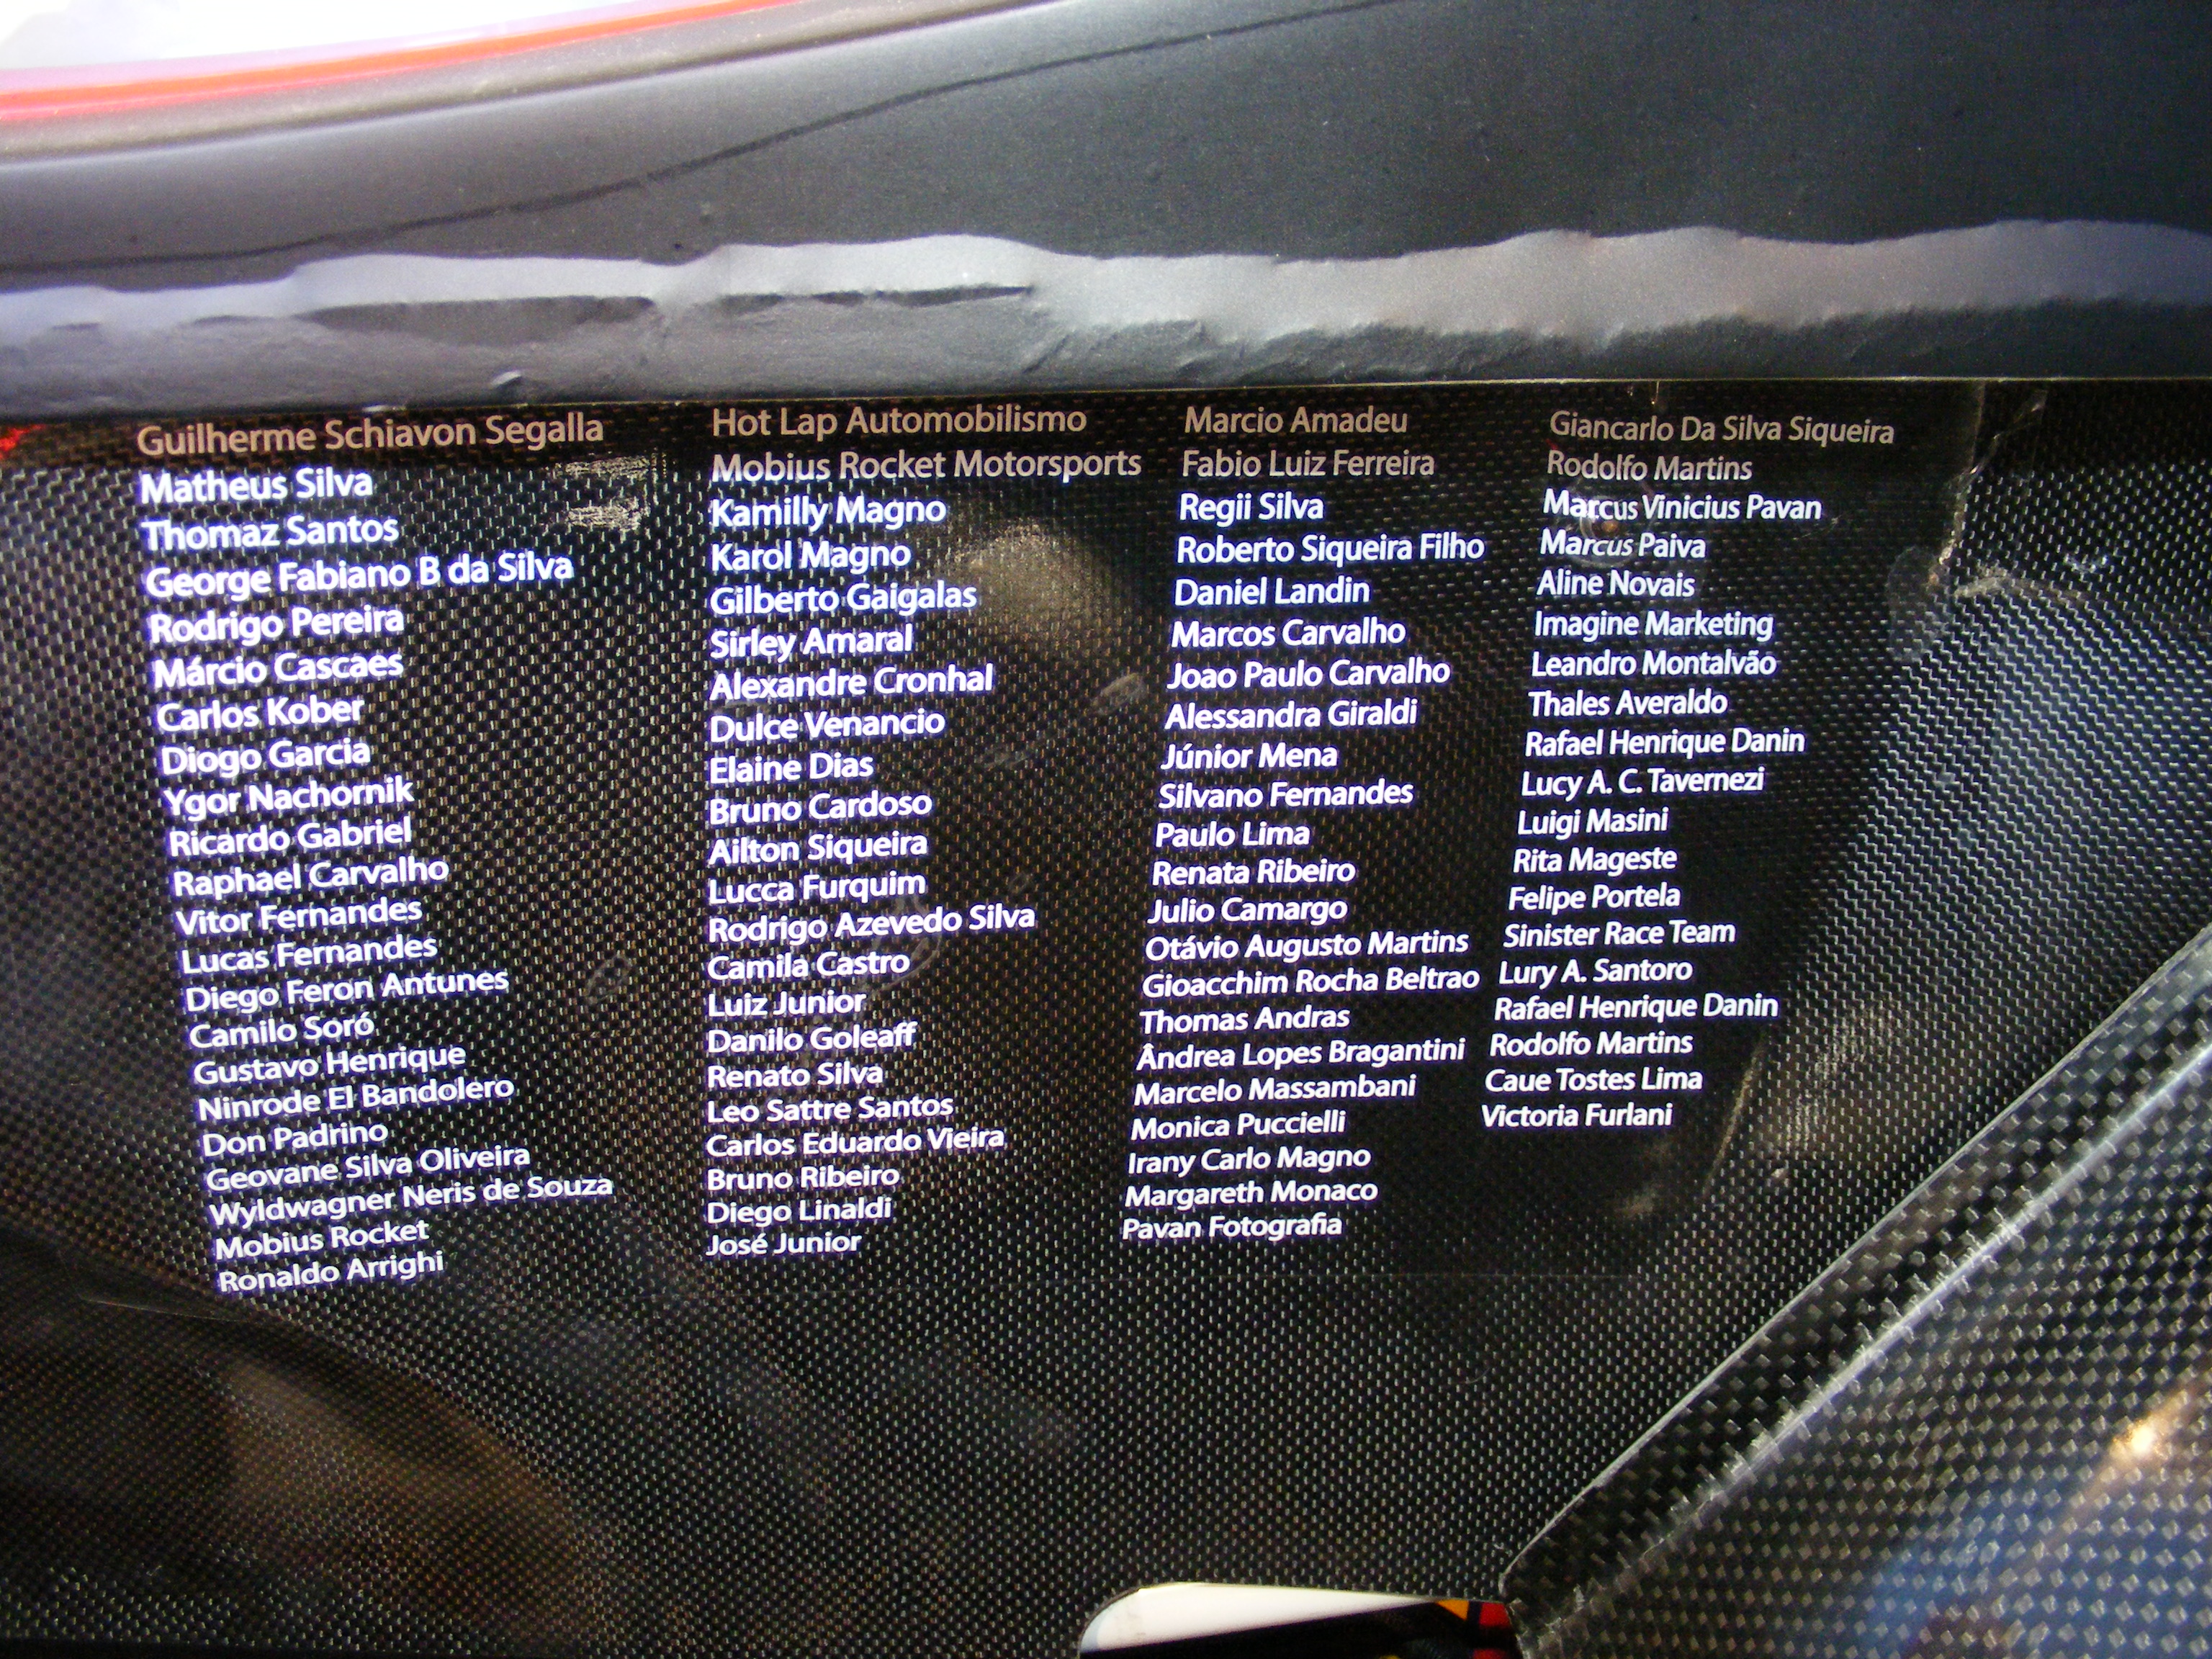 Guilherme Schiavon Segalla
Matheus Silva
Thomaz Santos
George Fabiano B da Silva
Rodrigo Pereira
Márcio Cascaes
Carlos Kober
Diogo Garcia
Ygor Nachornik
Ricardo Gabriel
Raphael Carvalho
Vitor Fernandes
Lucas Fernandes
Diego Feron Antunes
Camilo Soró
Gustavo Henrique
Ninrode El Bandolero
Don Padrino
Geovane Silva Oliveira
Wyldwagner Neris de Souza
Mobius Rocket
Ronaldo Arrighi
Hot Lap Automobilismo
Mobius Rocket Motorsports
Kamilly Magno
Karol Magno
Gilberto Gaigalas
Sirley Amaral
Alexandre Cronhal
Dulce Venancio
Elaine Dias
Bruno Cardoso
Ailton Siqueira
Lucca Furquim
Rodrigo Azevedo Silva
Camila Castro
Luiz Junior
Danilo Goleaff
Renato Silva
Leo Sattre Santos
Carlos Eduardo Vieira
Bruno Ribeiro
Diego Linaldi
José Junior
Marcio Amadeu
Fabio Luiz Ferreira
Regii Silva
Roberto Siqueira Filho
Daniel Landin
Marcos Carvalho
Joao Paulo Carvalho
Alessandra Giraldi
Júnior Mena
Silvano Fernandes
Paulo Lima
Renata Ribeiro
Julio Camargo
Otávio Augusto Martins
Gioacchim Rocha Beltrao
Thomas Andras
Ândrea Lopes Bragantini
Marcelo Massambani
Monica Puccielli
Irany Carlo Magno
Margareth Monaco
Pavan Fotografia
Giancarlo Da Silva Siqueira
Rodolfo Martins
Marcus Vinicius Pavan
Marcus Paiva
Aline Novais
Imagine Marketing
Leandro Montalvão
Thales Averaldo
Rafael Henrique Danin
Lucy A. C. Tavernezi
Luigi Masini
Rita Mageste
Felipe Portela
Sinister Race Team
Lury A. Santoro
Rafael Henrique Danin
Rodolfo Martins
Caue Tostes Lima
Victoria Furlani